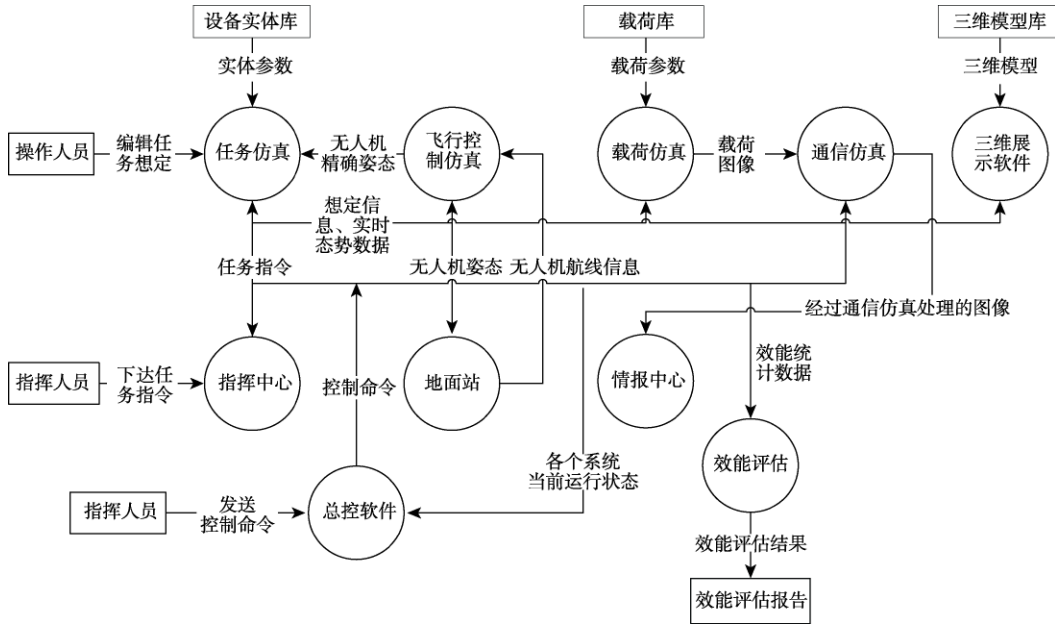 设备实体库
载荷库
三维模型库
实体参数
载荷参数
三维模型
操作人员
编辑任
务想定
任务仿真
无人机
精确姿态
飞行控
制仿真
载荷仿真
载荷
图像
通信仿真
三维展
示软件
想定信
息、实时
态势数据
任务指令
无人机姿态
无人机航线信息
经过通信仿真处理的图像
指挥人员
下达任
务指令
指挥中心
控制命令
地面站
情报中心
效能统
计数据
各个系统
当前运行状态
效能评估
指挥人员
发送
控制命令
总控软件
效能评估结果
效能评估报告